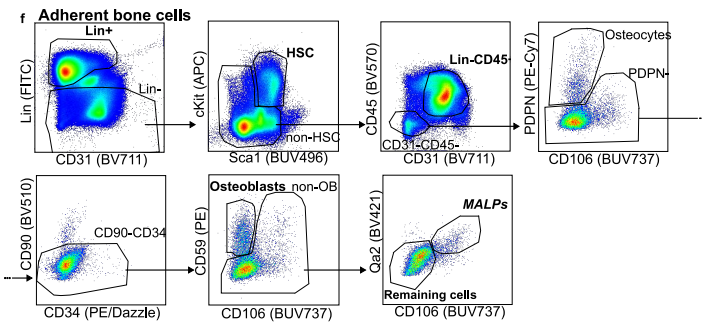 f Adherent bone cells
Lin+
Lin-
Lin (FITC)
CD31 (BV711)
HSC
non-HSC
cKit (APC)
Sca1 (BUV496)
Lin-CD45-
CD31-CD45-
CD45 (BV570)
CD31 (BV711)
Osteocytes
PDPN-
PDPN (PE-Cy7)
CD106 (BUV737)
CD90-CD34
CD90 (BV510)
CD34 (PE/Dazzle)
Osteoblasts non-OB
CD59 (PE)
CD106 (BUV737)
MALPs
Remaining cells
Qa2 (BV421)
CD106 (BUV737)